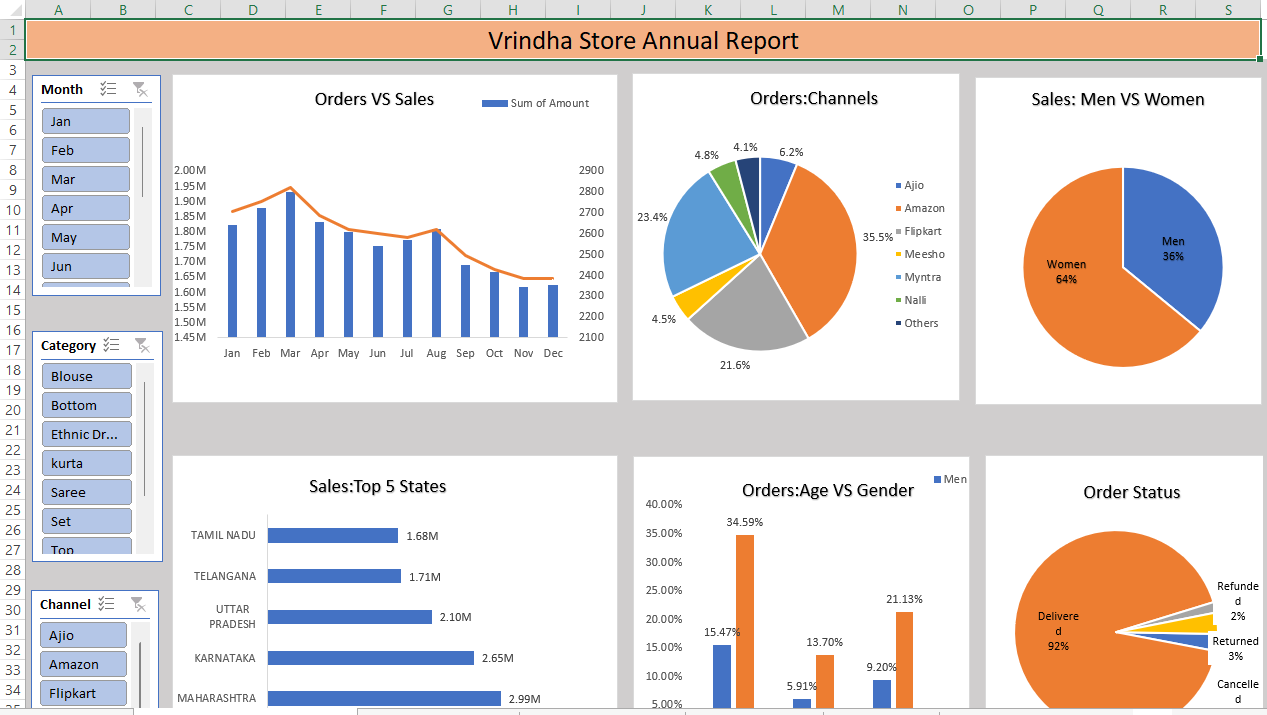 A B C D E F G H I J K L M N O P Q R S
1
2
3
4
5
6
7
8
9
10
11
12
13
14
15
16
17
18
19
20
21
22
23
24
25
26
27
28
29
30
31
32
33
34
Vrindha Store Annual Report
Month
Jan
Feb
Mar
Apr
May
Jun
Category
Blouse
Bottom
Ethnic Dr...
kurta
Saree
Set
Top
Channel
Ajio
Amazon
Flipkart
Orders VS Sales
Sum of Amount
2.00M
1.95M
1.90M
1.85M
1.80M
1.75M
1.70M
1.65M
1.60M
1.55M
1.50M
1.45M
2900
2800
2700
2600
2500
2400
2300
2200
2100
Jan Feb Mar Apr May Jun Jul Aug Sep Oct Nov Dec
Orders:Channels
4.8%
4.1%
6.2%
23.4%
35.5%
4.5%
21.6%
Ajio
Amazon
Flipkart
Meesho
Myntra
Nalli
Others
Sales: Men VS Women
Men
36%
Women
64%
Sales:Top 5 States
TAMIL NADU 1.68M
TELANGANA 1.71M
UTTAR
PRADESH 2.10M
KARNATAKA 2.65M
MAHARASHTRA 2.99M
Orders:Age VS Gender
Men
40.00%
35.00%
30.00%
25.00%
20.00%
15.00%
10.00%
5.00%
34.59%
15.47%
13.70%
5.91%
21.13%
9.20%
Order Status
Delivere
d
92%
Refunde
d
2%
Returned
3%
Cancelle
d